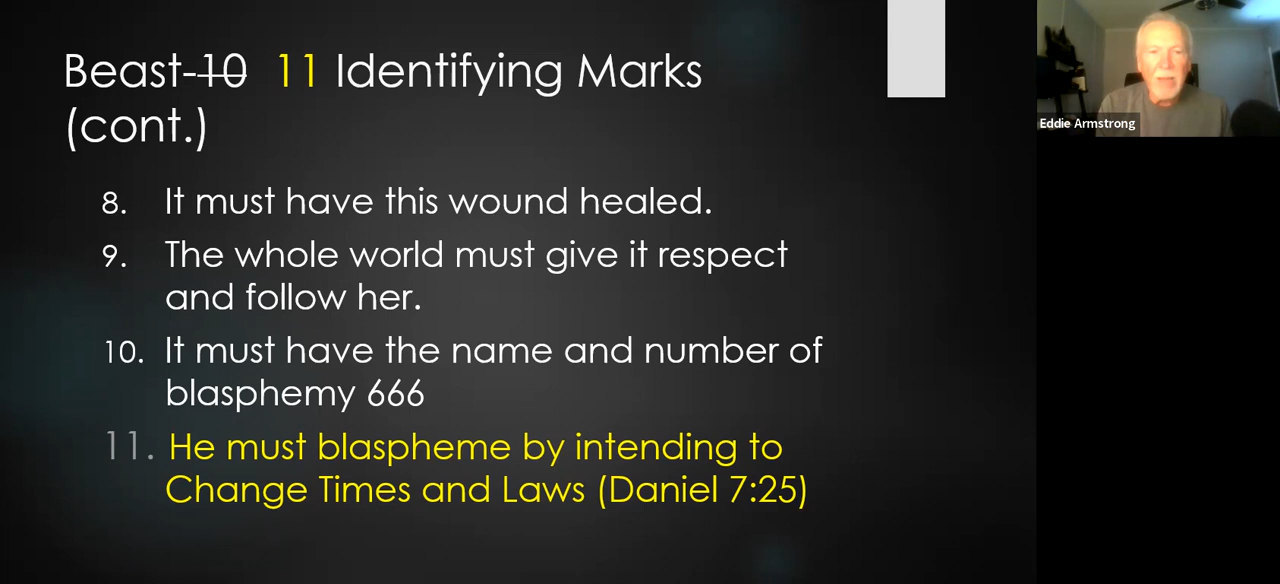 Beast-10 11 Identifying Marks
(cont.)
8. It must have this wound healed.
9. The whole world must give it respect
and follow her.
10. It must have the name and number of
blasphemy 666
11. He must blaspheme by intending to
Change Times and Laws (Daniel 7:25)
Eddie Armstrong